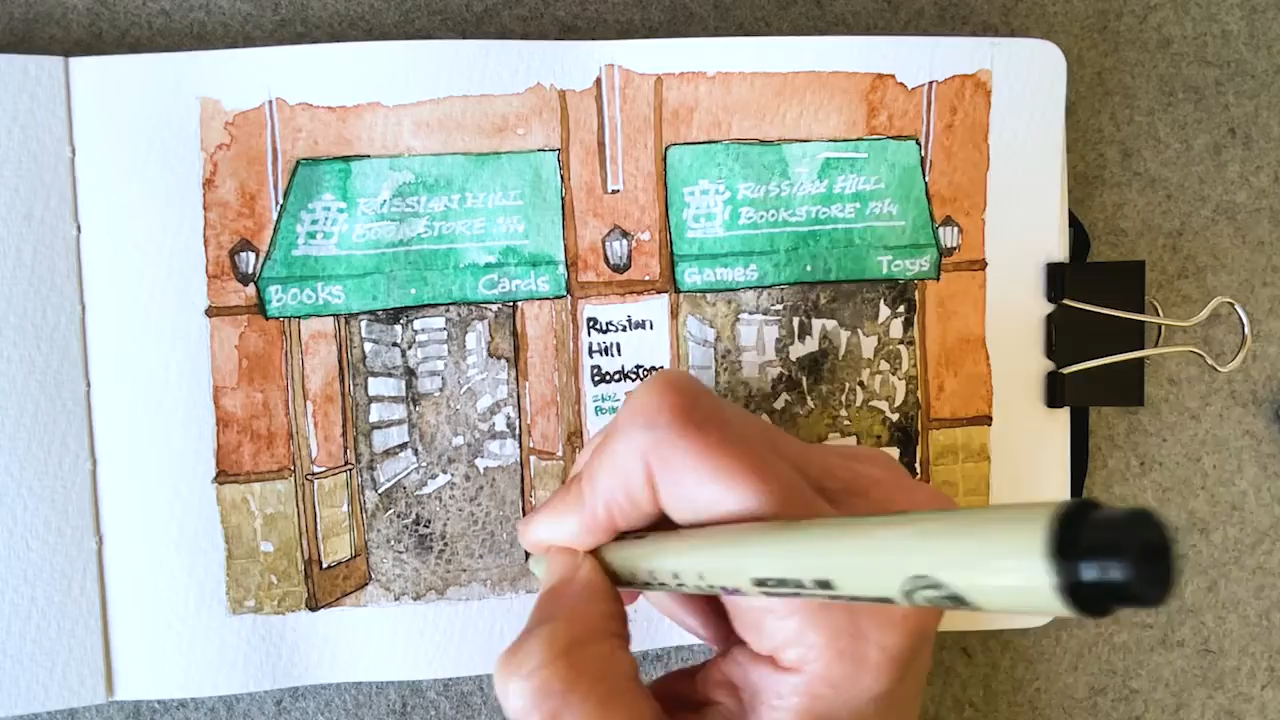 RUSSIAN HILL
BOOKSTORE
Books
Cards
RUSSIAN HILL
BOOKSTORE
Games
Toys
Russian
Hill
Bookstore